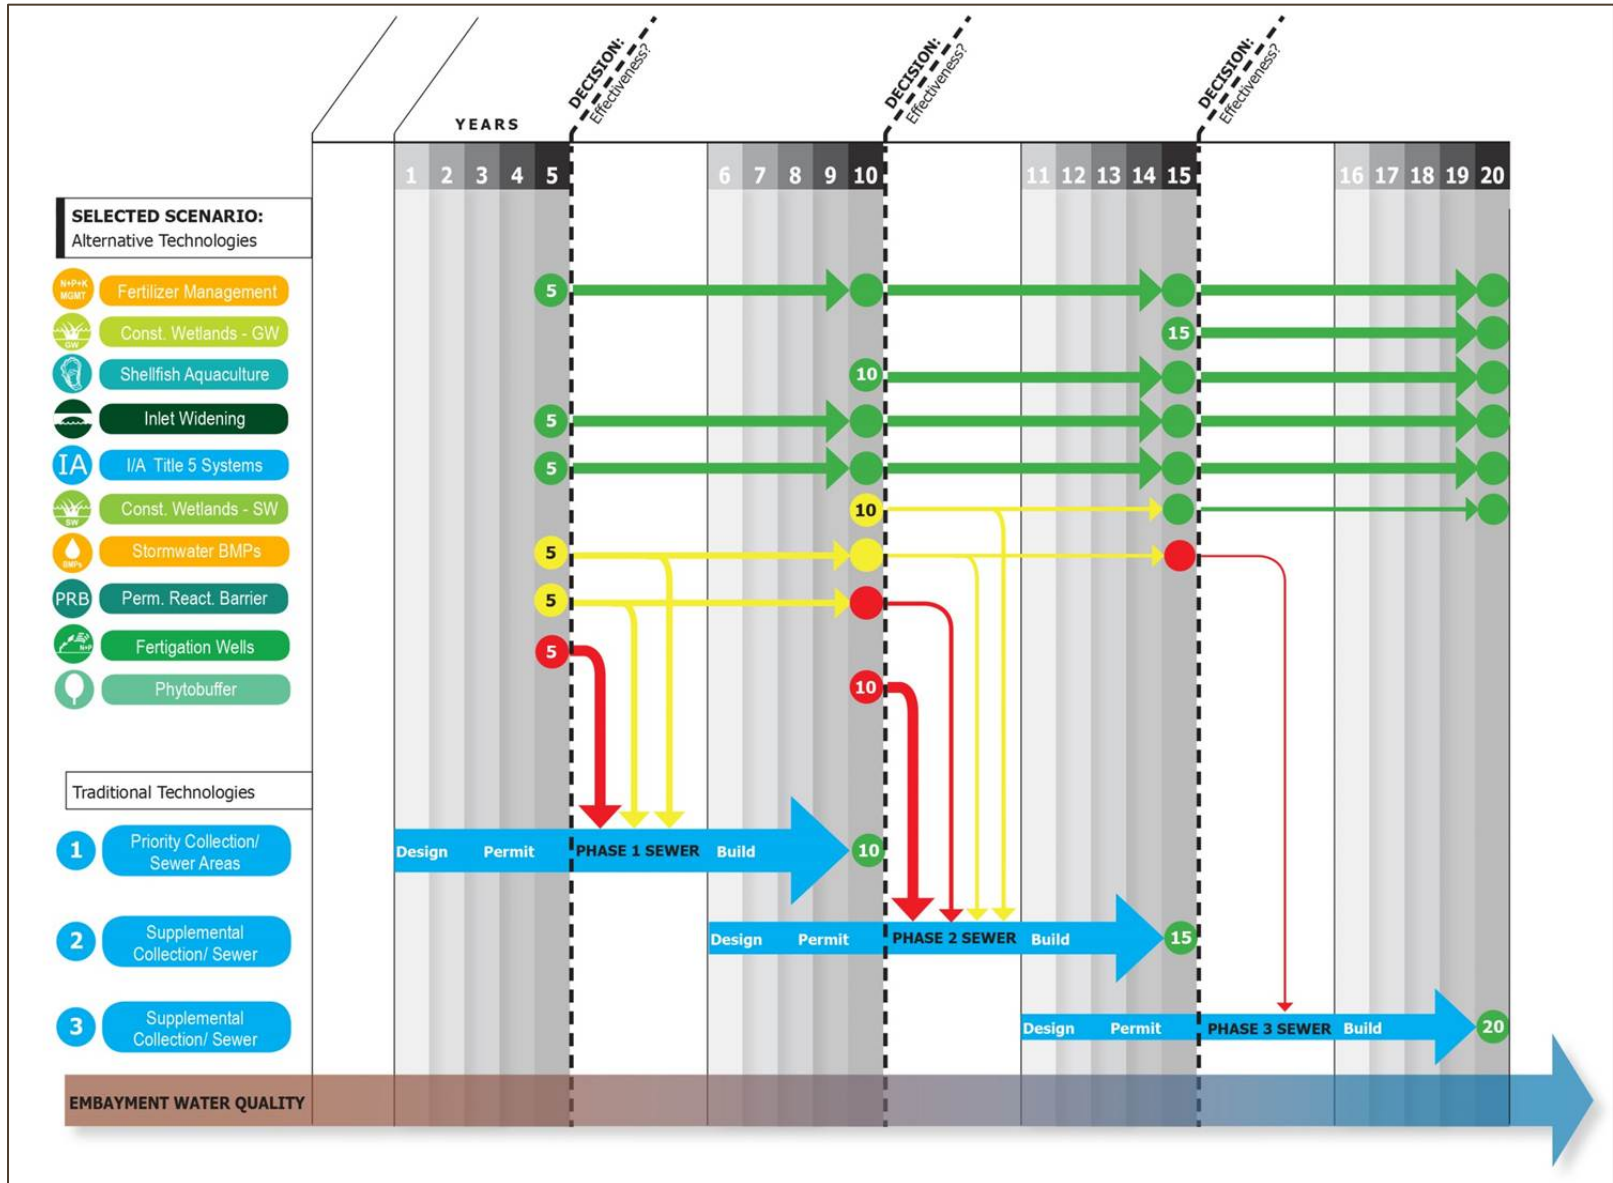 DECISION:
Effectiveness?
DECISION:
Effectiveness?
DECISION:
Effectiveness?
YEARS
1 2 3 4 5 6 7 8 9 10 11 12 13 14 15 16 17 18 19 20
SELECTED SCENARIO:
Alternative Technologies
N+P+K
MGMT
Fertilizer Management
5
GW
Const. Wetlands - GW
15
Shellfish Aquaculture
10
Inlet Widening
5
IA
I/A Title 5 Systems
5
SW
Const. Wetlands - SW
10
BMPs
Stormwater BMPs
5
PRB
Perm. React. Barrier
5
N+P
Fertigation Wells
5
Phytobuffer
10
Traditional Technologies
1
Priority Collection/
Sewer Areas
Design Permit PHASE 1 SEWER Build
10
2
Supplemental
Collection/ Sewer
Design Permit PHASE 2 SEWER Build
15
3
Supplemental
Collection/ Sewer
Design Permit PHASE 3 SEWER Build
20
EMBAYMENT WATER QUALITY